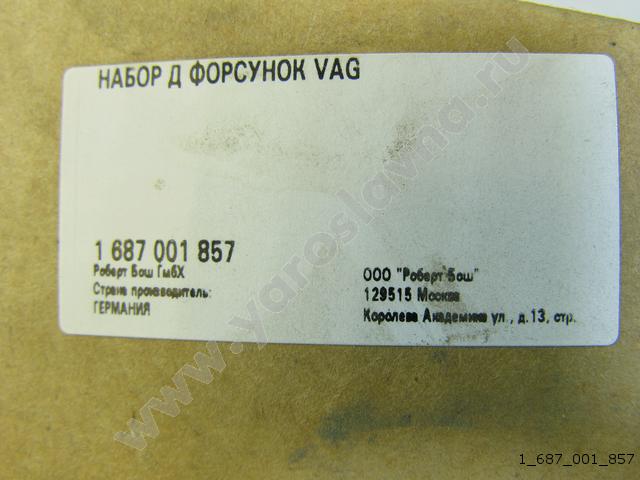 НАБОР Д ФОРСУНОК VAG
1 687 001 857
Роберт Бош ГмбХ
Страна производитель:
ГЕРМАНИЯ
ООО "Роберт Бош"
129515 Москва
Королева Академика ул., д.13, стр.
www.yaroslavna.ru
1_687_001_857